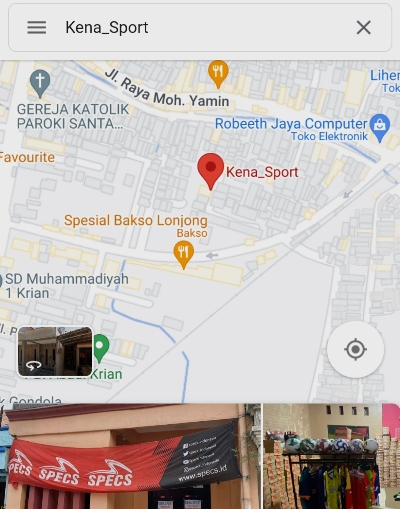 Kena_Sport
Jl. Raya Moh. Yamin
Liher
Tok
GEREJA KATOLIK
PAROKI SANTA...
Robeeth Jaya Computer
Toko Elektronik
Favourite
Kena_Sport
Spesial Bakso Lonjong
Bakso
SD Muhammadiyah
1 Krian
Krian
k Gondola
SPECS
SPECS
SPECS
SPECS
www.specs.id